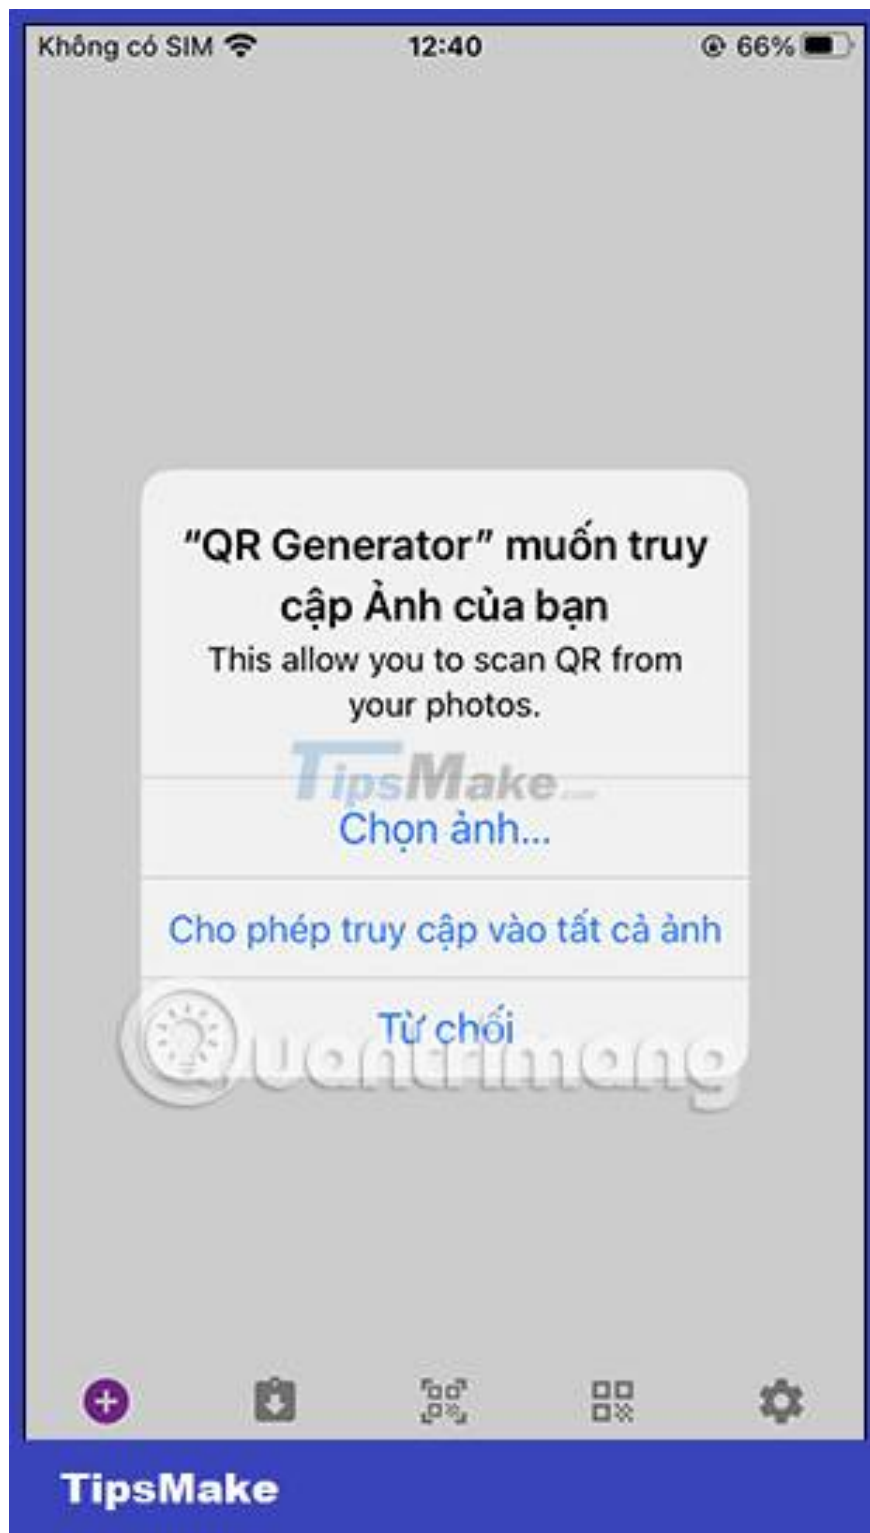 Không có SIM 12:40 66%
“QR Generator” muốn truy
cập Ảnh của bạn
This allow you to scan QR from
your photos.
TipsMake.com
Chọn ảnh...
Cho phép truy cập vào tất cả ảnh
Từ chối
Quantrimang
TipsMake